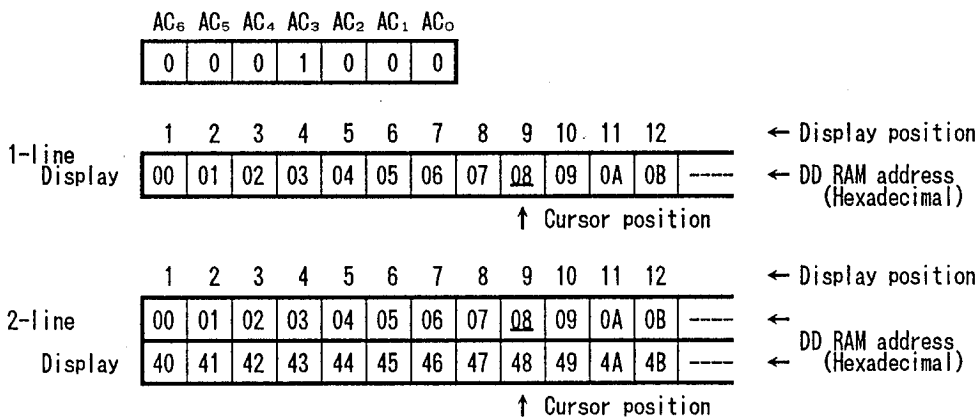 AC₆ AC₅ AC₄ AC₃ AC₂ AC₁ AC₀
0 0 0 1 0 0 0
1 2 3 4 5 6 7 8 9 10 11 12 ← Display position
1-line
Display 00 01 02 03 04 05 06 07 08 09 0A 0B ---- ← DD RAM address
(Hexadecimal)
↑ Cursor position
1 2 3 4 5 6 7 8 9 10 11 12 ← Display position
2-line 00 01 02 03 04 05 06 07 08 09 0A 0B ---- ←
DD RAM address
Display 40 41 42 43 44 45 46 47 48 49 4A 4B ---- ← (Hexadecimal)
↑ Cursor position